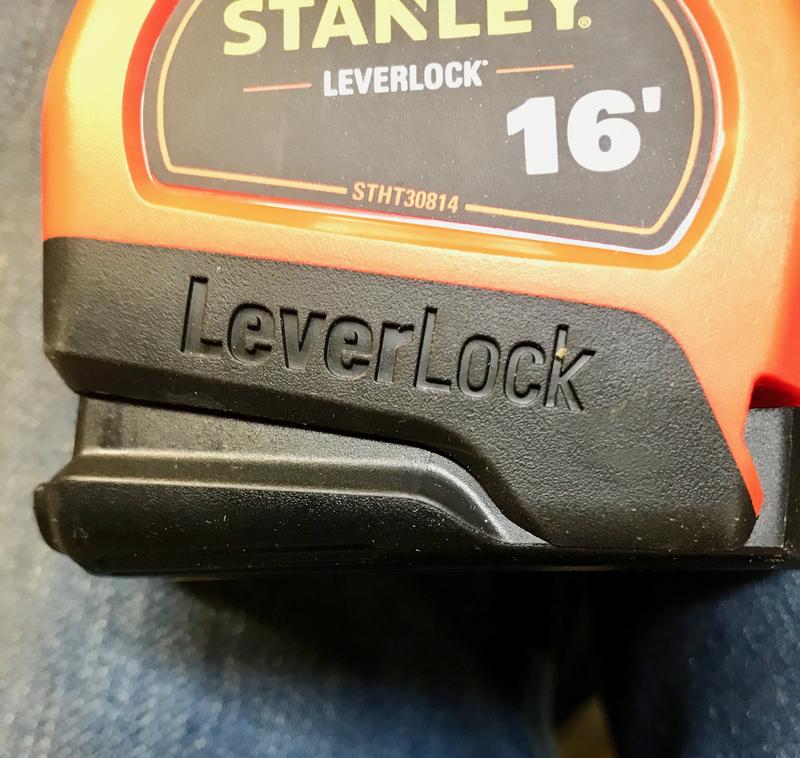 STANLEY®
LEVERLOCK®
16'
STHT30814
LeverLock